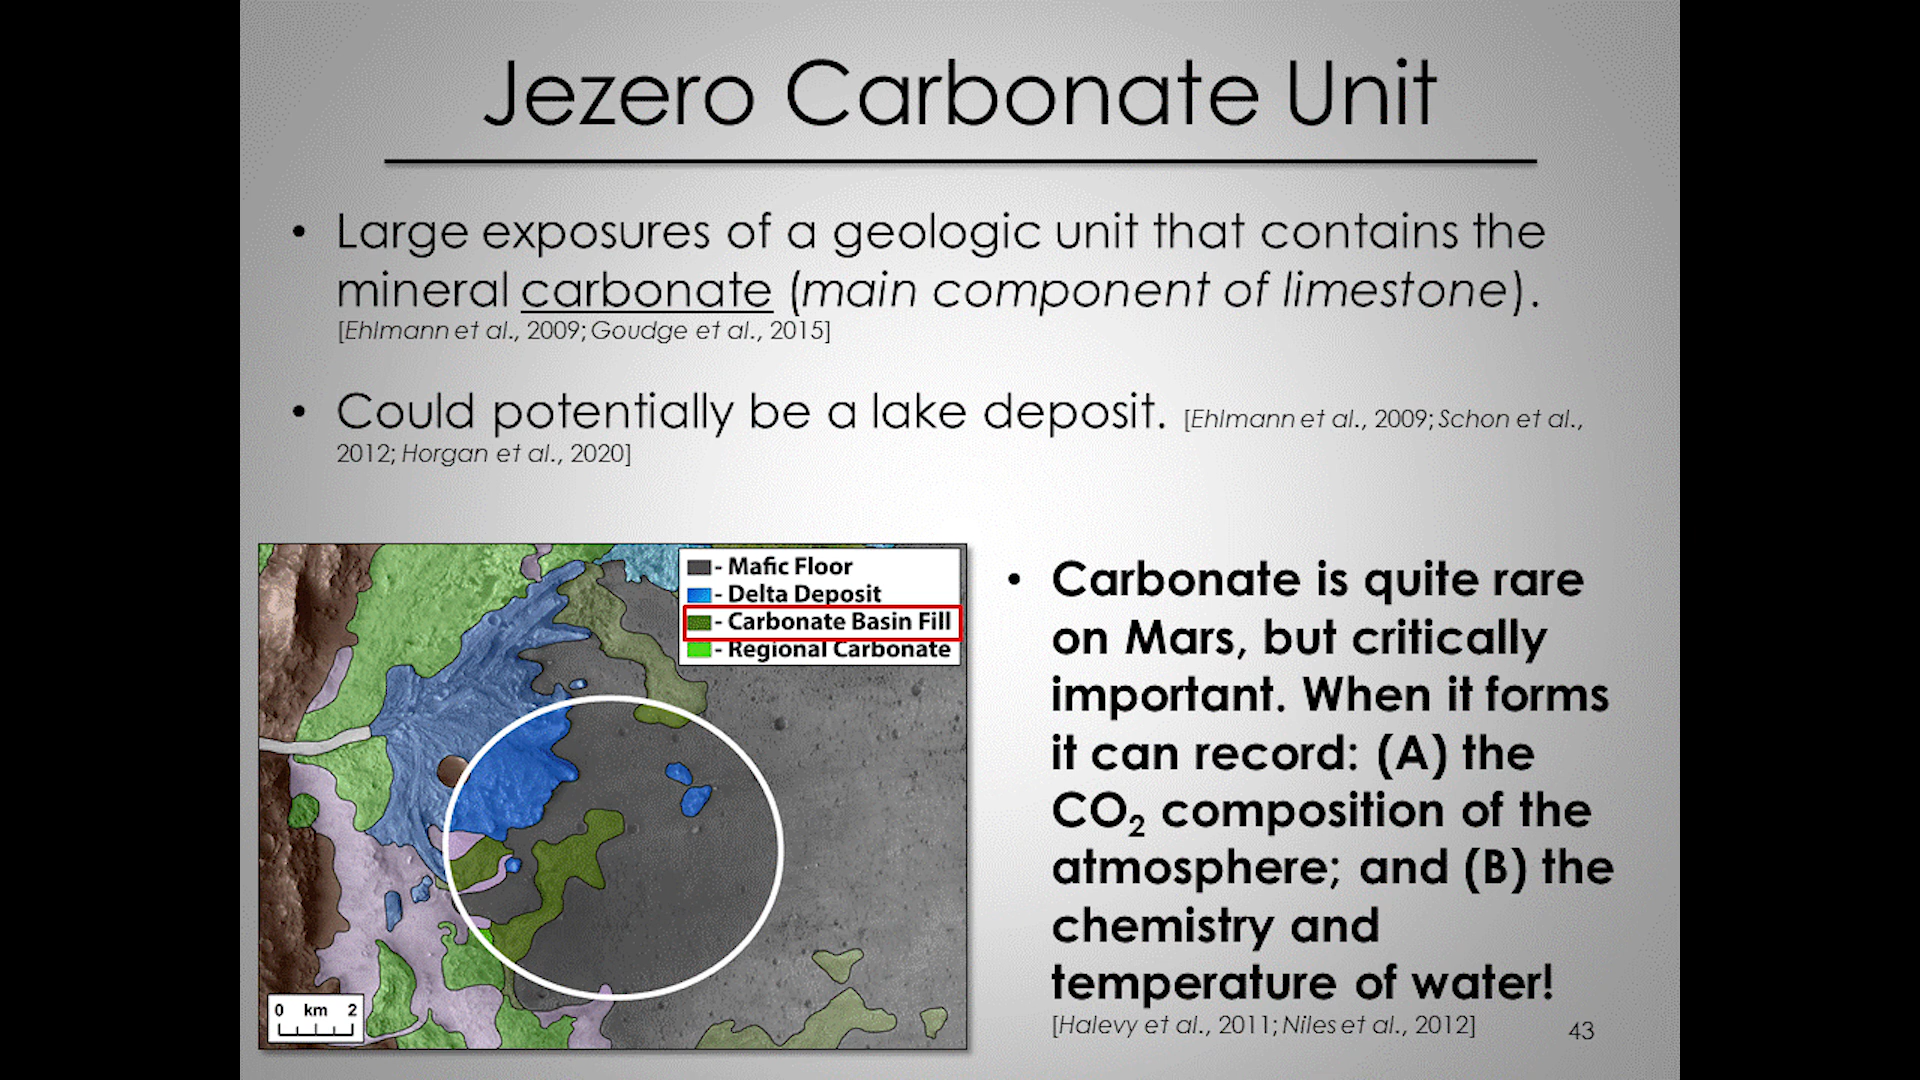 Jezero Carbonate Unit
• Large exposures of a geologic unit that contains the
mineral carbonate (main component of limestone).
[Ehlmann et al., 2009; Goudge et al., 2015]
• Could potentially be a lake deposit. [Ehlmann et al., 2009; Schon et al.,
2012; Horgan et al., 2020]
- Mafic Floor
- Delta Deposit
- Carbonate Basin Fill
- Regional Carbonate
0 km 2
• Carbonate is quite rare
on Mars, but critically
important. When it forms
it can record: (A) the
CO₂ composition of the
atmosphere; and (B) the
chemistry and
temperature of water!
[Halevy et al., 2011; Niles et al., 2012]
43